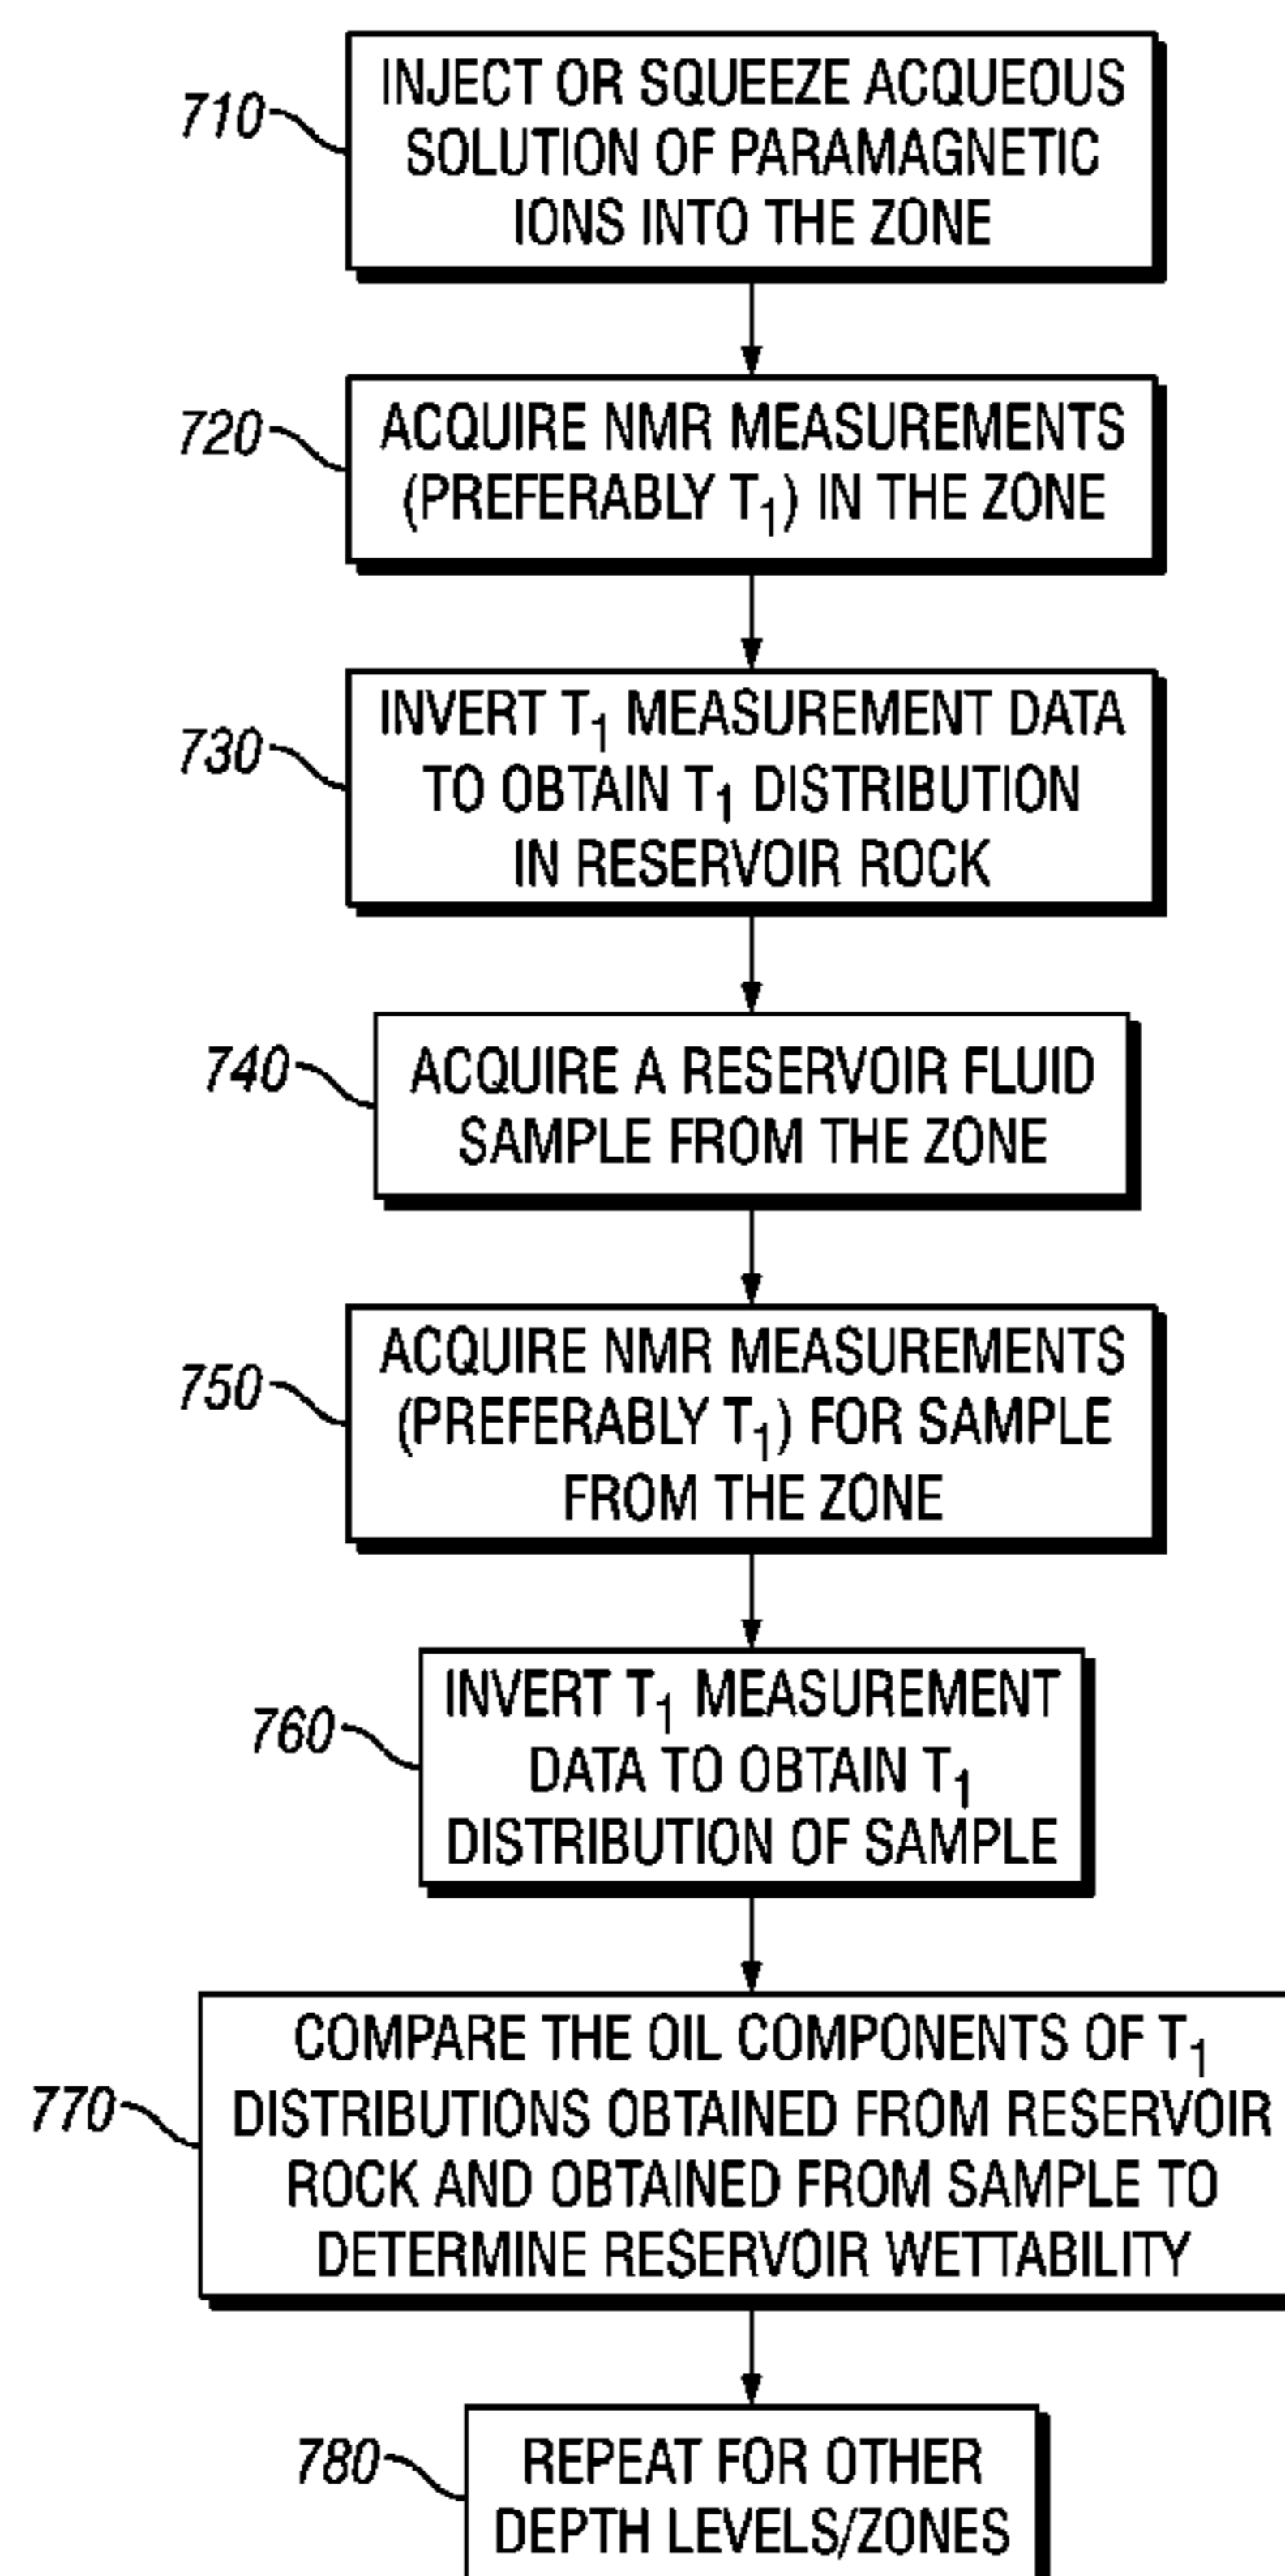 710
INJECT OR SQUEEZE ACQUEOUS
SOLUTION OF PARAMAGNETIC
IONS INTO THE ZONE
720
ACQUIRE NMR MEASUREMENTS
(PREFERABLY T₁) IN THE ZONE
730
INVERT T₁ MEASUREMENT DATA
TO OBTAIN T₁ DISTRIBUTION
IN RESERVOIR ROCK
740
ACQUIRE A RESERVOIR FLUID
SAMPLE FROM THE ZONE
750
ACQUIRE NMR MEASUREMENTS
(PREFERABLY T₁) FOR SAMPLE
FROM THE ZONE
760
INVERT T₁ MEASUREMENT
DATA TO OBTAIN T₁
DISTRIBUTION OF SAMPLE
770
COMPARE THE OIL COMPONENTS OF T₁
DISTRIBUTIONS OBTAINED FROM RESERVOIR
ROCK AND OBTAINED FROM SAMPLE TO
DETERMINE RESERVOIR WETTABILITY
780
REPEAT FOR OTHER
DEPTH LEVELS/ZONES